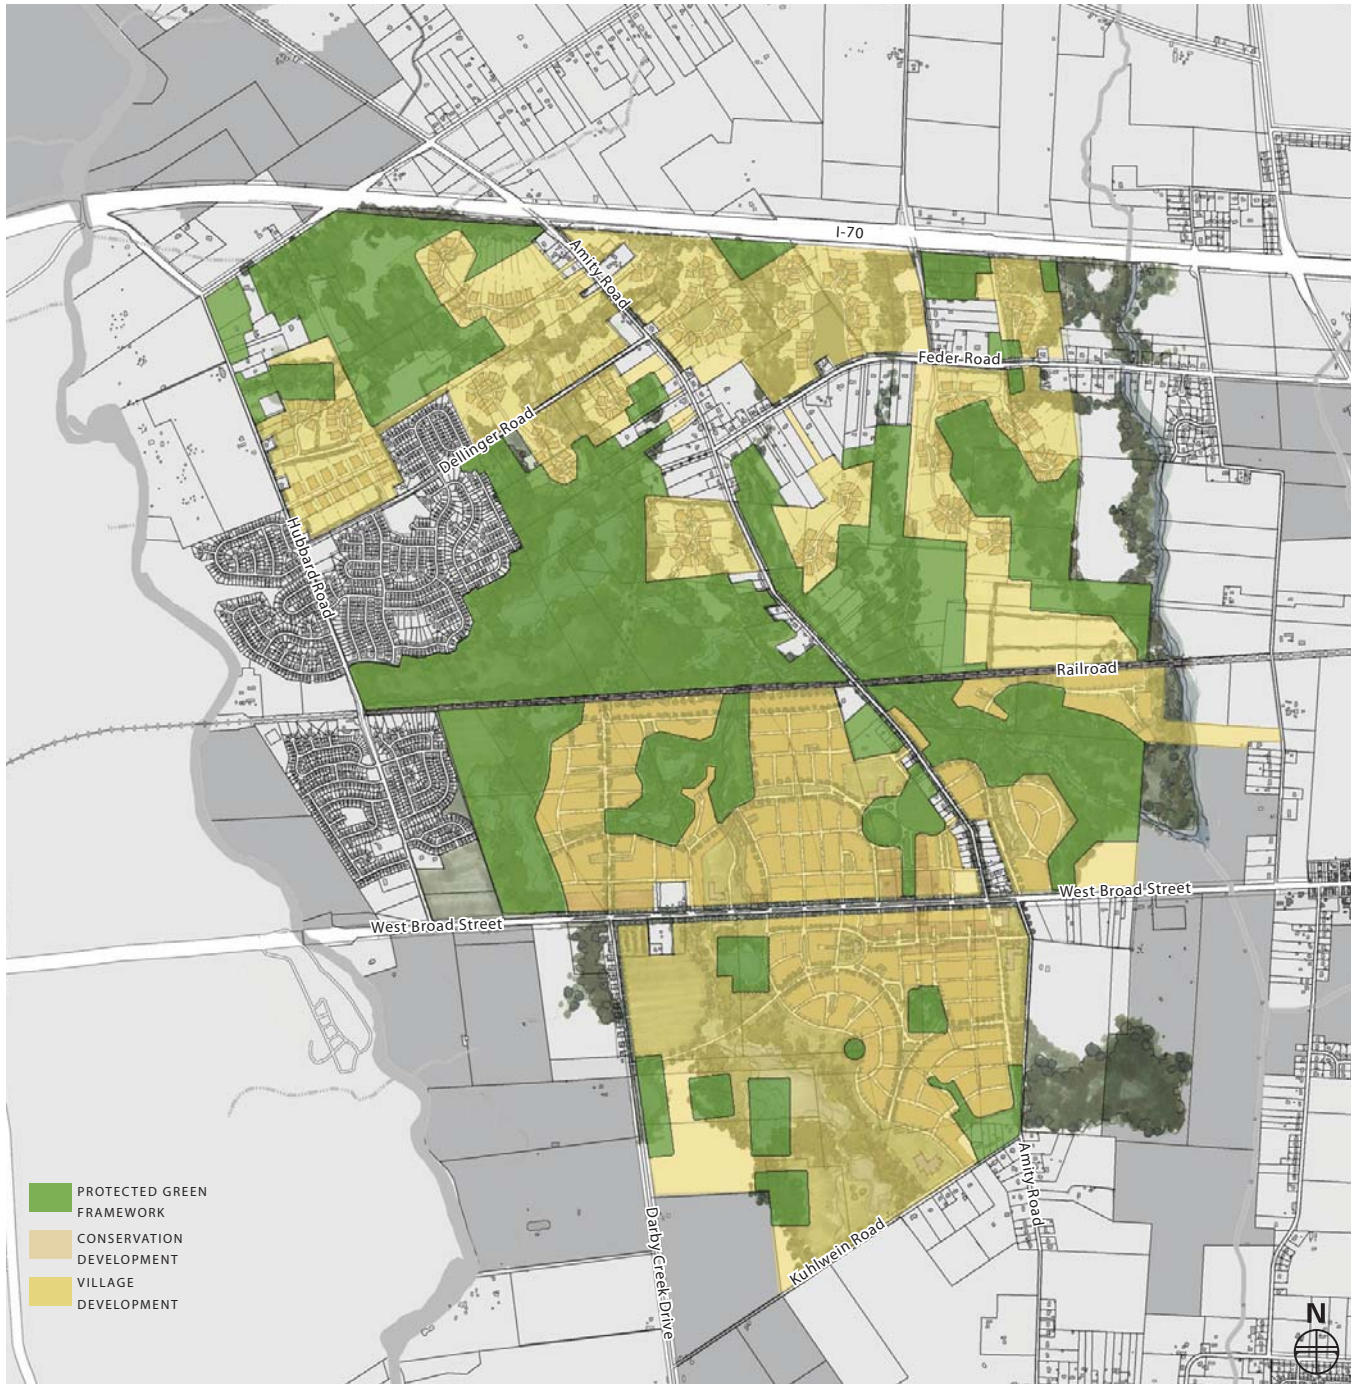 I-70
Amity Road
Feder Road
Dellinger Road
Hubbard Road
Railroad
West Broad Street
West Broad Street
PROTECTED GREEN
FRAMEWORK
CONSERVATION
DEVELOPMENT
VILLAGE
DEVELOPMENT
Darby Creek Drive
Kuhlwein Road
Amity Road
N